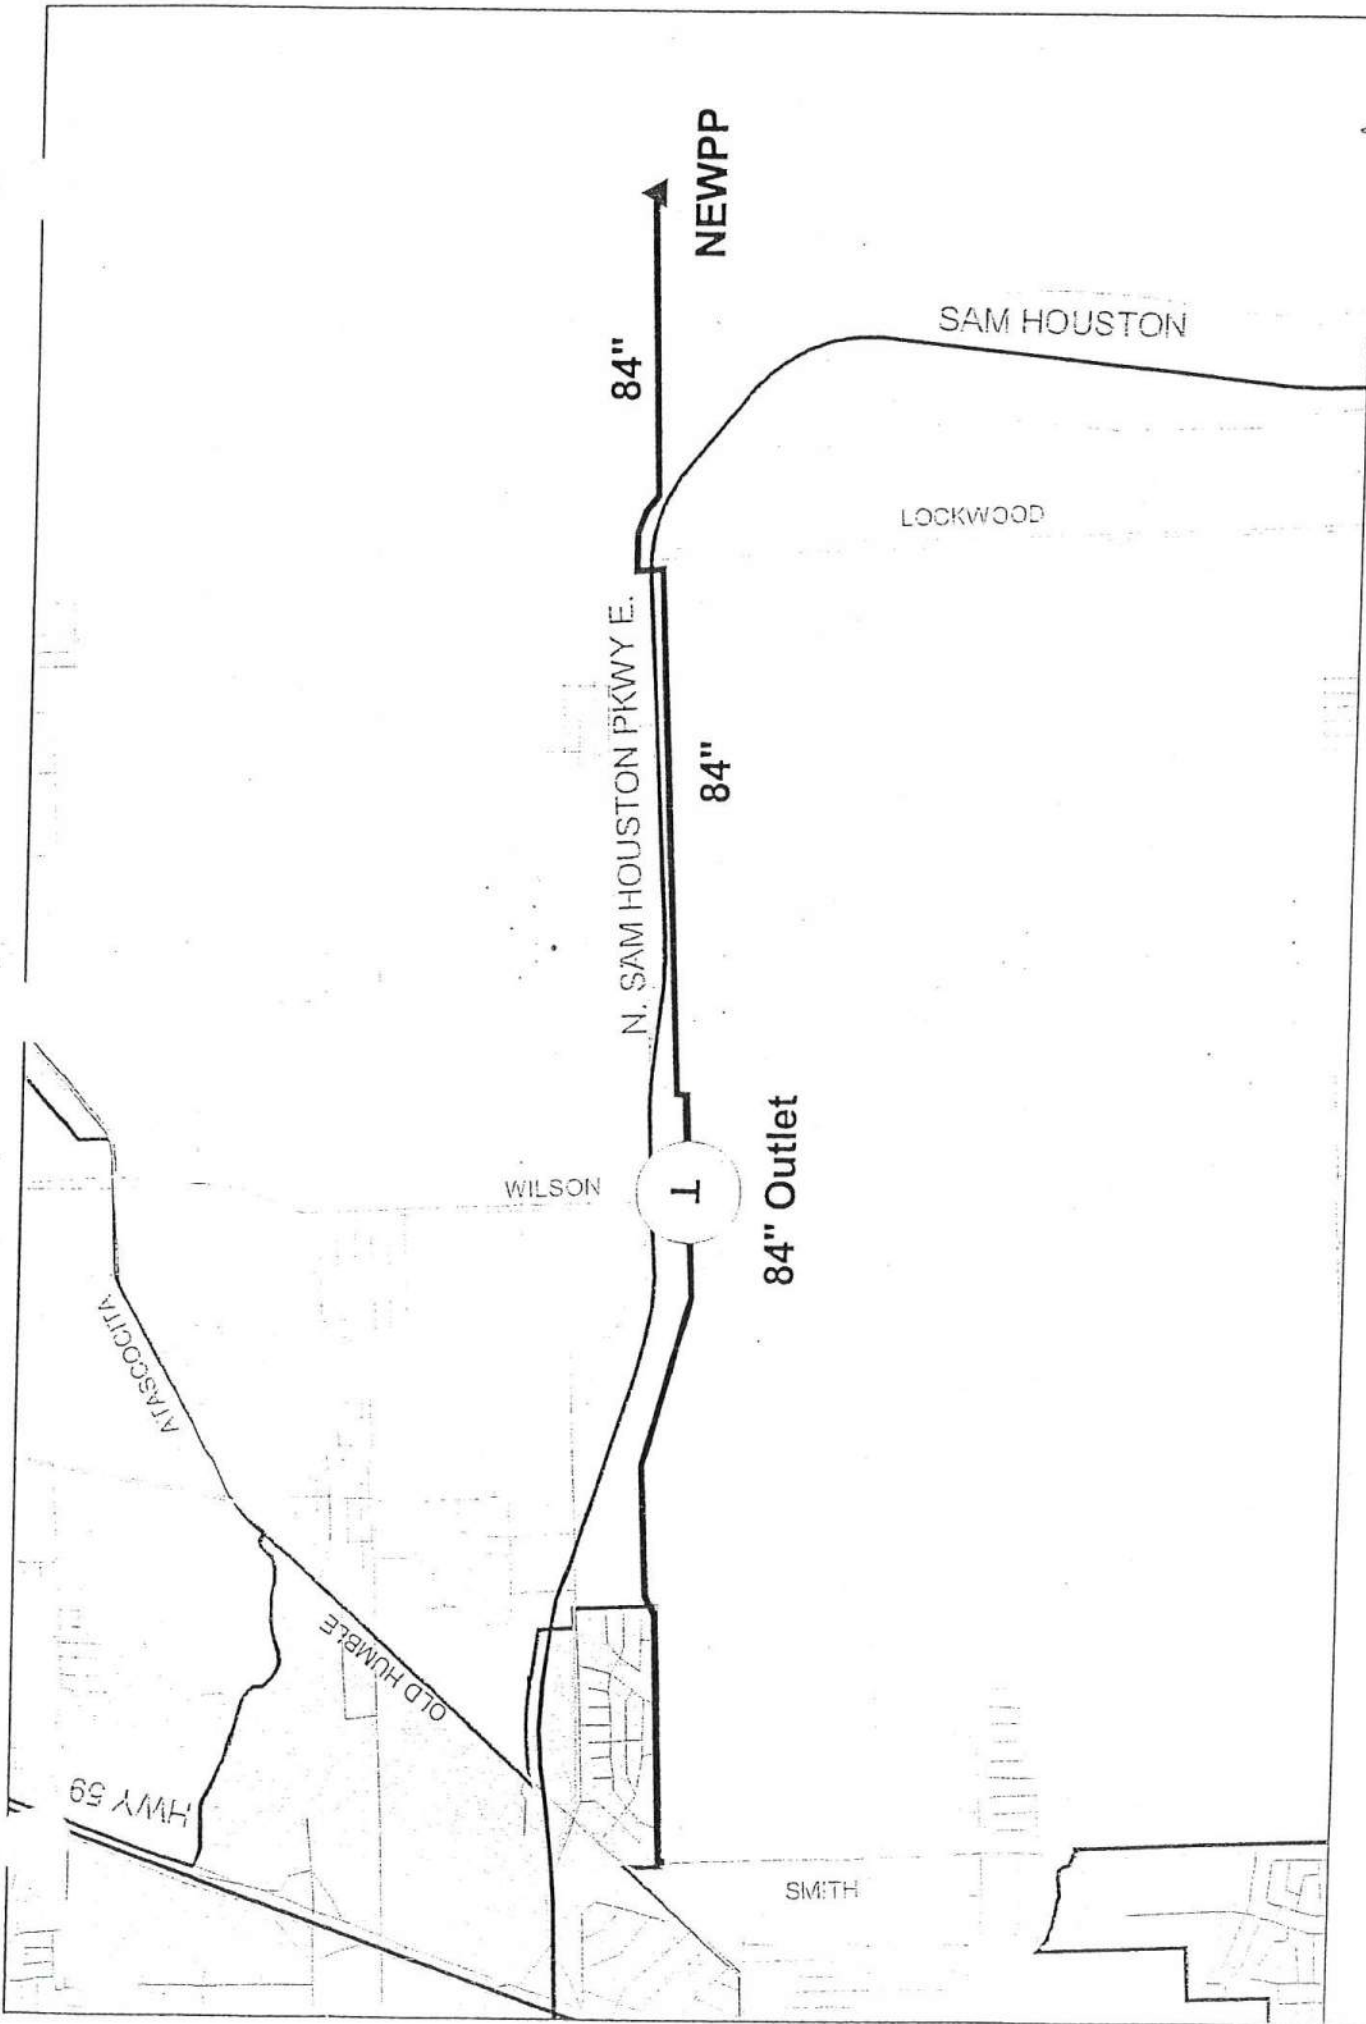 NEWPP
84"
SAM HOUSTON
LOCKWOOD
N. SAM HOUSTON PKWY E.
84"
WILSON
T
84" Outlet
ATASCOCITA
OLD HUMBLE
HWY 59
SMITH